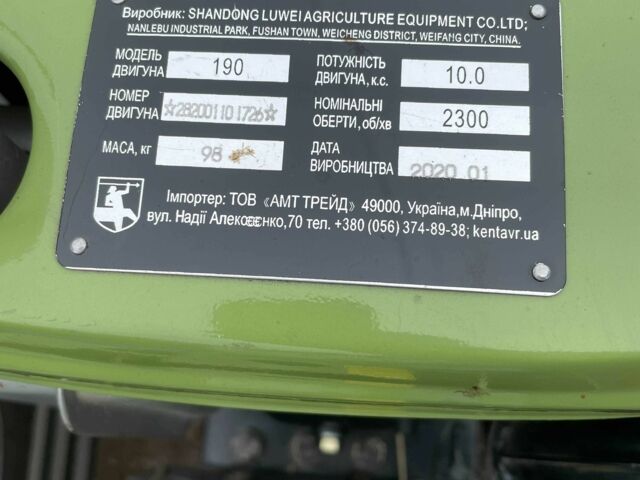 Виробник: SHANDONG LUWEI AGRICULTURE EQUIPMENT CO.LTD;
NANLEBU INDUSTRIAL PARK, FUSHAN TOWN, WEICHENG DISTRICT, WEIFANG CITY, CHINA.
МОДЕЛЬ ДВИГУНА 190
ПОТУЖНІСТЬ ДВИГУНА, к.с. 10.0
НОМЕР ДВИГУНА ☆282001101726☆
НОМІНАЛЬНІ ОБЕРТИ, об/хв 2300
МАСА, кг 98
ДАТА ВИРОБНИЦТВА 2020 01
Імпортер: ТОВ «АМТ ТРЕЙД» 49000, Україна,м.Дніпро,
вул. Надії Алексєєнко,70 тел. +380 (056) 374-89-38; kentavr.ua